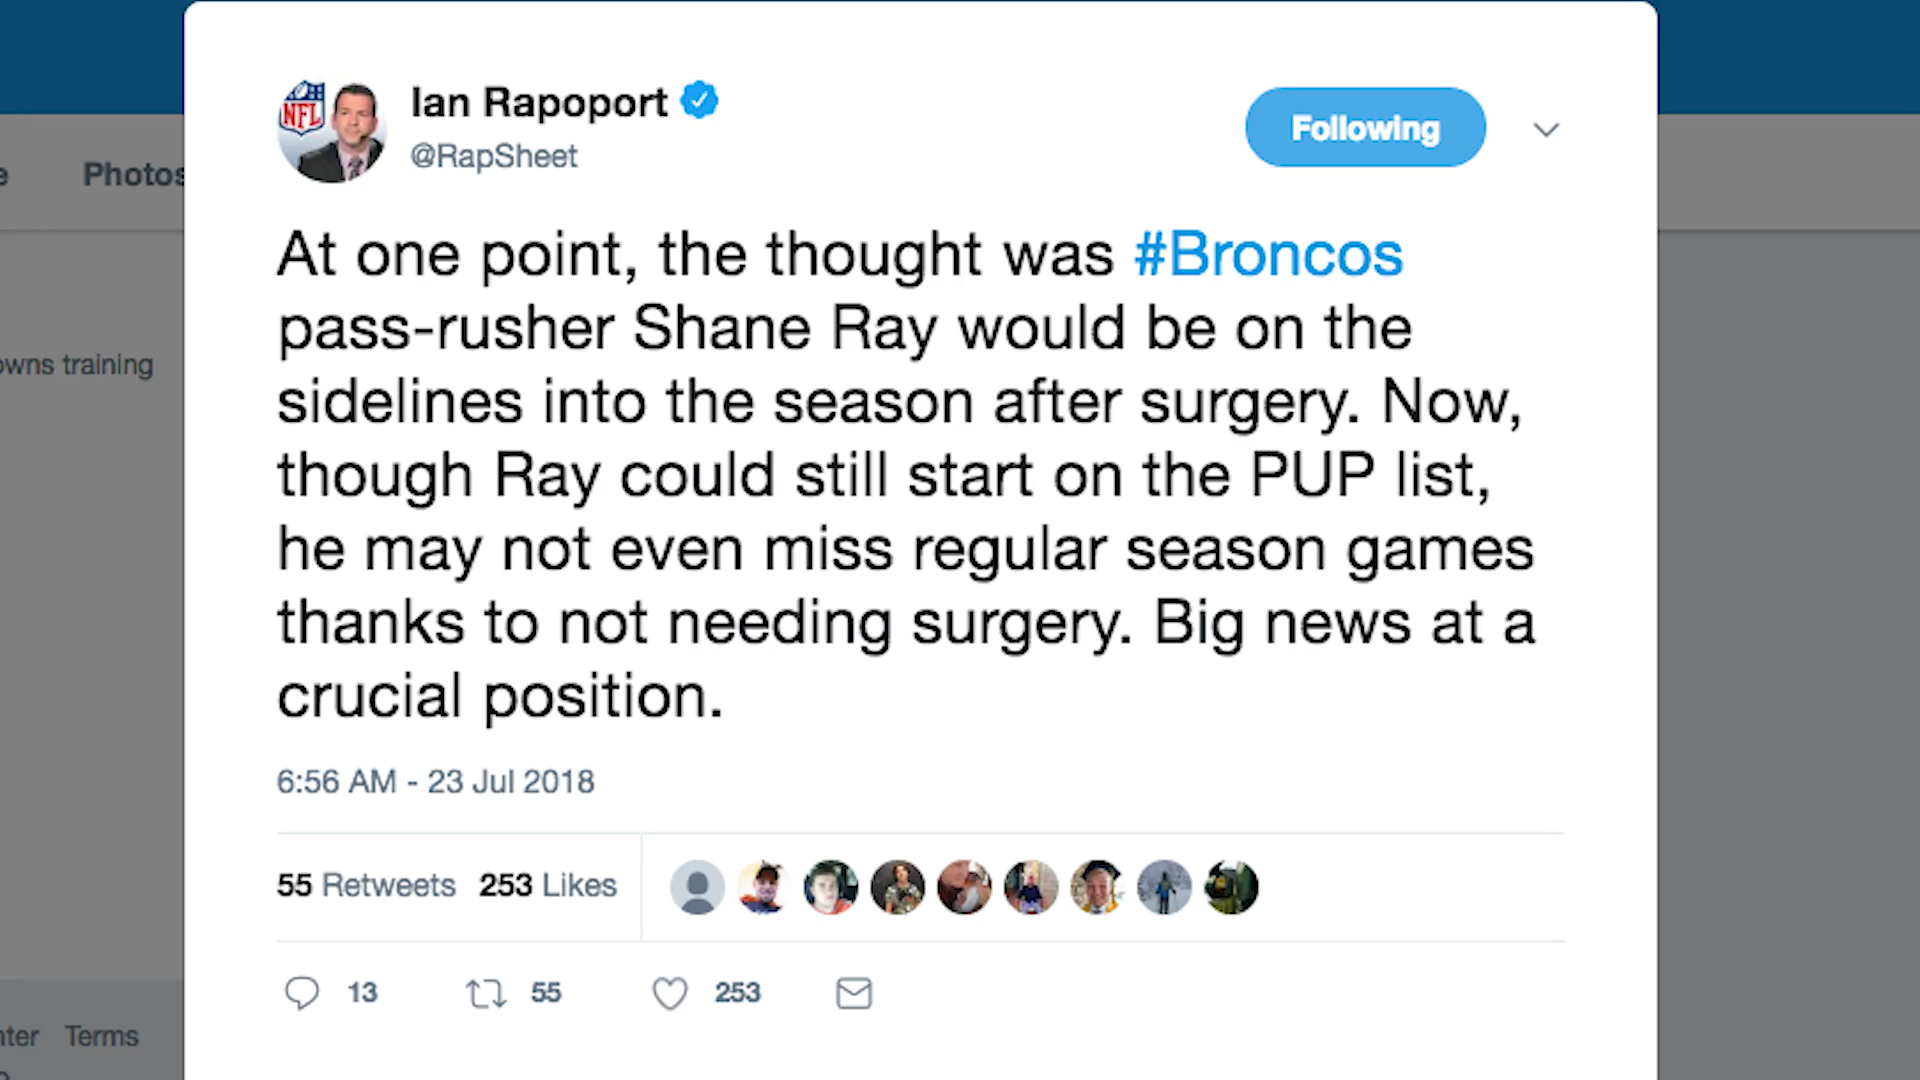 NFL
Ian Rapoport
@RapSheet
Following
Photos
At one point, the thought was #Broncos
pass-rusher Shane Ray would be on the
sidelines into the season after surgery. Now,
though Ray could still start on the PUP list,
he may not even miss regular season games
thanks to not needing surgery. Big news at a
crucial position.
owns training
6:56 AM - 23 Jul 2018
55 Retweets 253 Likes
13 55 253
nter Terms